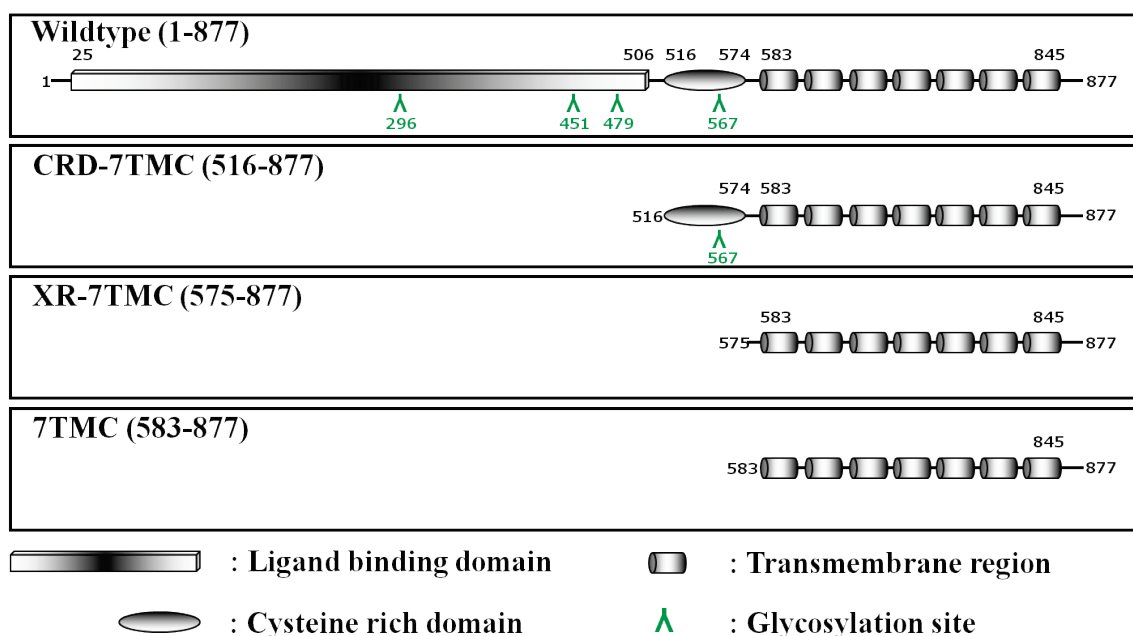 Wildtype (1-877)
25 506 516 574 583 845
1 877
296 451 479 567
CRD-7TMC (516-877)
574 583 845
516 877
567
XR-7TMC (575-877)
583 845
575 877
7TMC (583-877)
845
583 877
: Ligand binding domain : Transmembrane region
: Cysteine rich domain : Glycosylation site